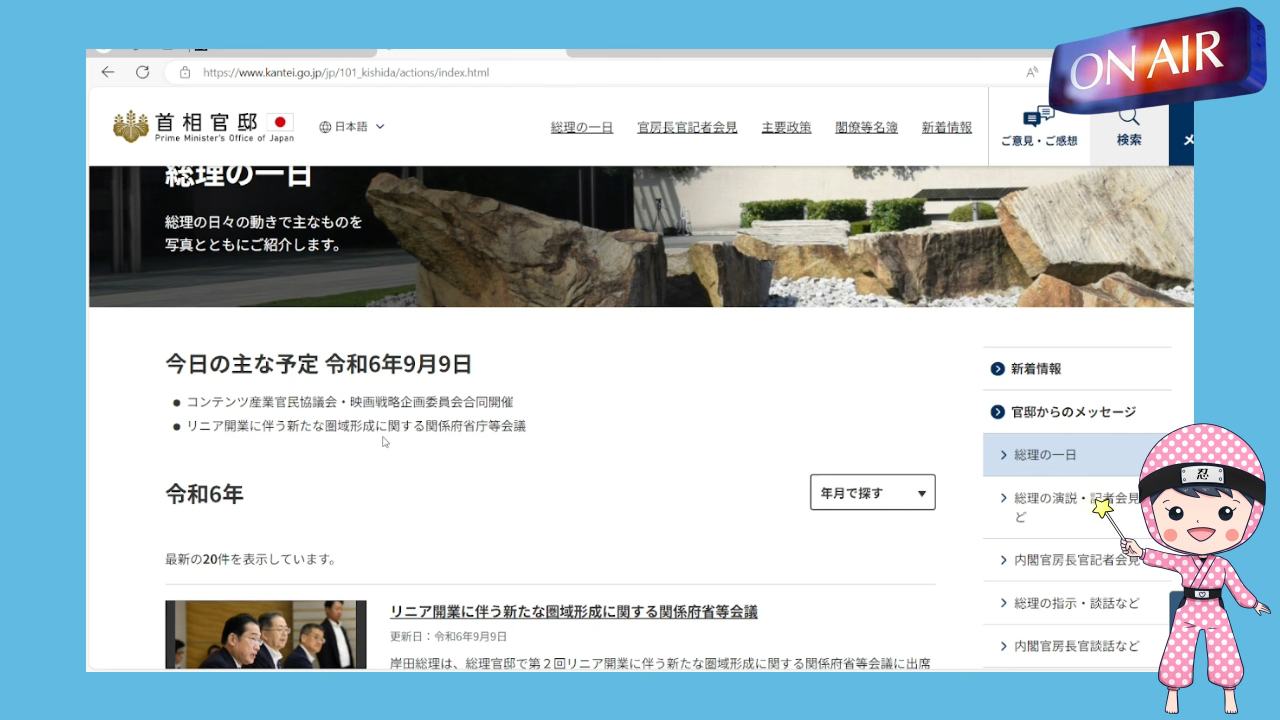 ON AIR
https://www.kantei.go.jp/jp/101_kishida/actions/index.html
首相官邸
Prime Minister's Office of Japan
日本語
総理の一日
官房長官記者会見
主要政策
閣僚等名簿
新着情報
ご意見・ご感想
検索
総理の一日
総理の日々の動きで主なものを
写真とともにご紹介します。
今日の主な予定 令和6年9月9日
コンテンツ産業官民協議会・映画戦略企画委員会合同開催
リニア開業に伴う新たな圏域形成に関する関係府省庁等会議
令和6年
年月で探す
最新の20件を表示しています。
リニア開業に伴う新たな圏域形成に関する関係府省等会議
更新日：令和6年9月9日
岸田総理は、総理官邸で第２回リニア開業に伴う新たな圏域形成に関する関係府省等会議に出席
新着情報
官邸からのメッセージ
総理の一日
総理の演説・記者会見
ど
内閣官房長官記者会見
総理の指示・談話など
内閣官房長官談話など
忍